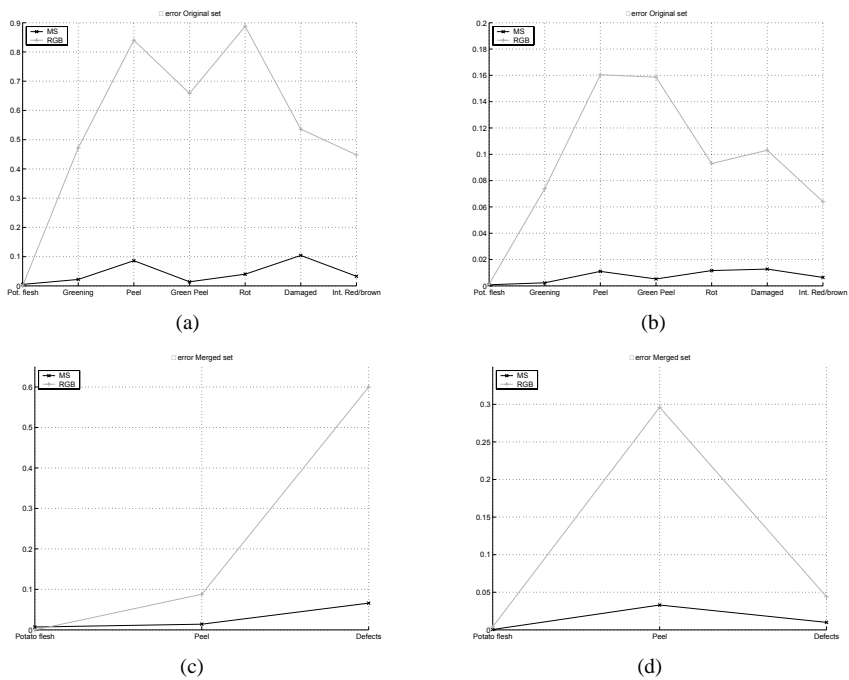 error Original set
MS
RGB
0.9
0.8
0.7
0.6
0.5
0.4
0.3
0.2
0.1
0
Pot. flesh Greening Peel Green Peel Rot Damaged Int. Red/brown
(a)
error Original set
MS
RGB
0.2
0.18
0.16
0.14
0.12
0.1
0.08
0.06
0.04
0.02
0
Pot. flesh Greening Peel Green Peel Rot Damaged Int. Red/brown
(b)
error Merged set
MS
RGB
0.6
0.5
0.4
0.3
0.2
0.1
0
Potato flesh Peel Defects
(c)
error Merged set
MS
RGB
0.3
0.25
0.2
0.15
0.1
0.05
0
Potato flesh Peel Defects
(d)